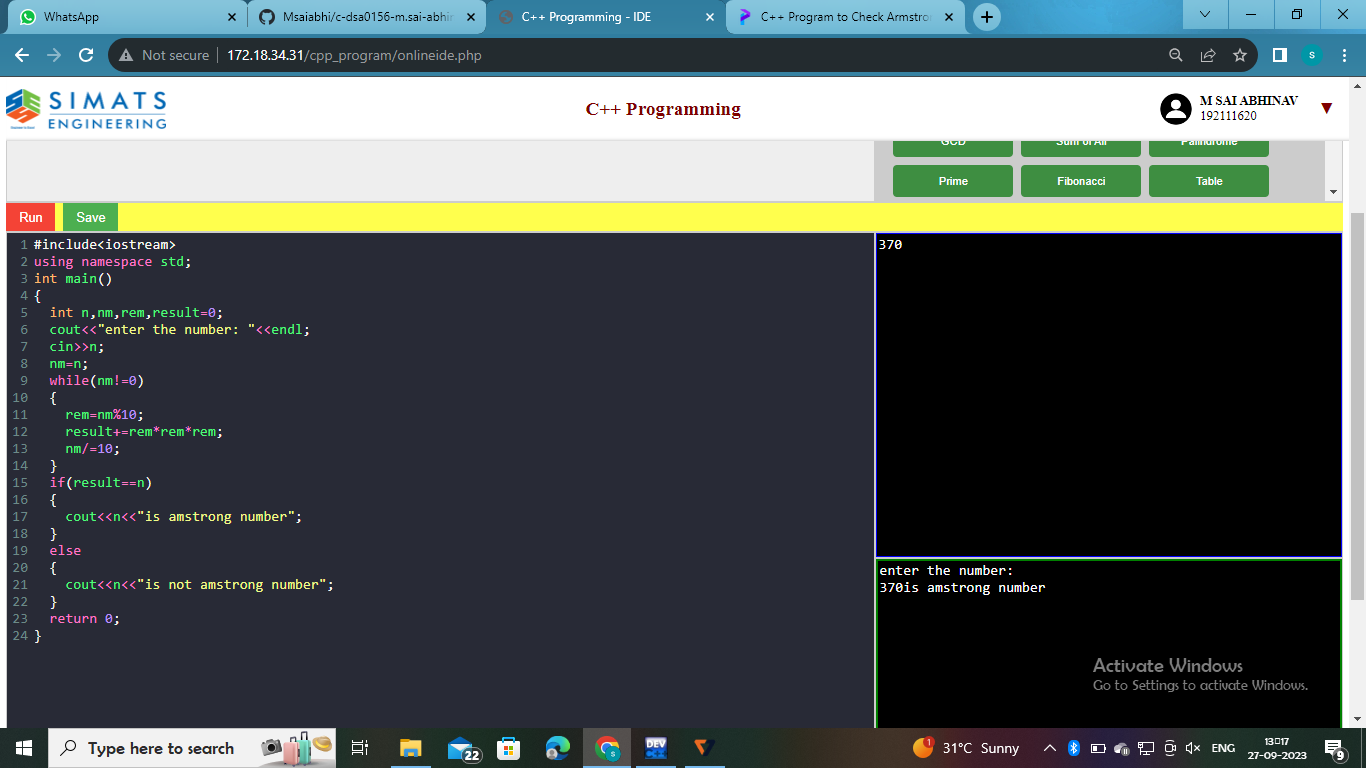 WhatsApp
Msaiabhi/c-dsa0156-m.sai-abhin
C++ Programming - IDE
C++ Program to Check Armstro
Not secure
172.18.34.31/cpp_program/onlineide.php
s
SIMATS
ENGINEERING
C++ Programming
M SAI ABHINAV
192111620
GCD
Sum of All
Palindrome
Prime
Fibonacci
Table
Run
Save
1 #include<iostream>
2 using namespace std;
3 int main()
4 {
5 int n,nm,rem,result=0;
6 cout<<"enter the number: "<<endl;
7 cin>>n;
8 nm=n;
9 while(nm!=0)
10 {
11 rem=nm%10;
12 result+=rem*rem*rem;
13 nm/=10;
14 }
15 if(result==n)
16 {
17 cout<<n<<"is amstrong number";
18 }
19 else
20 {
21 cout<<n<<"is not amstrong number";
22 }
23 return 0;
24 }
370
enter the number:
370is amstrong number
Activate Windows
Go to Settings to activate Windows.
Type here to search
22
S
DEV
1
31°C Sunny
ENG
13:17
27-09-2023
9